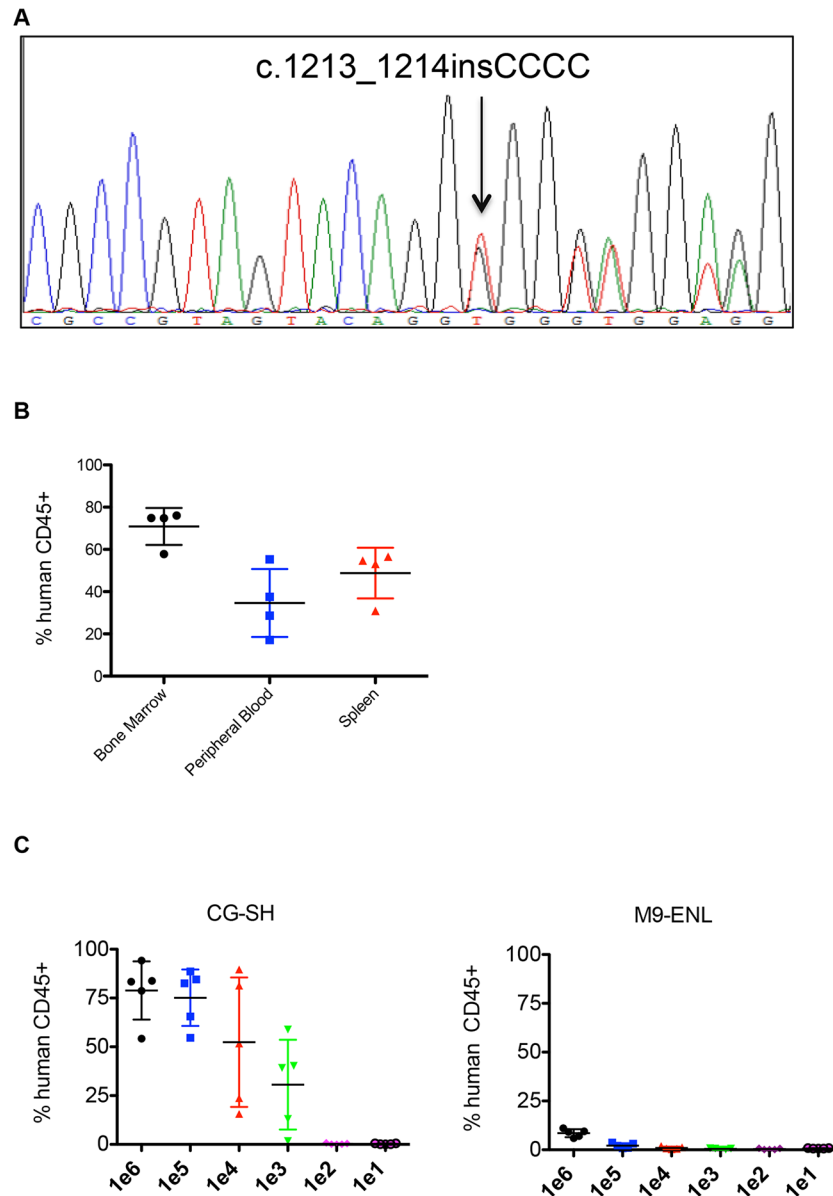 A
c.1213_1214insCCCC
C G C C G T A G T A C A G G T G G G T G G A G G
B
100
80
60
40
20
0
% human CD45+
Bone Marrow
Peripheral Blood
Spleen
C
CG-SH
100
75
50
25
0
% human CD45+
1e6 1e5 1e4 1e3 1e2 1e1
M9-ENL
100
75
50
25
0
% human CD45+
1e6 1e5 1e4 1e3 1e2 1e1